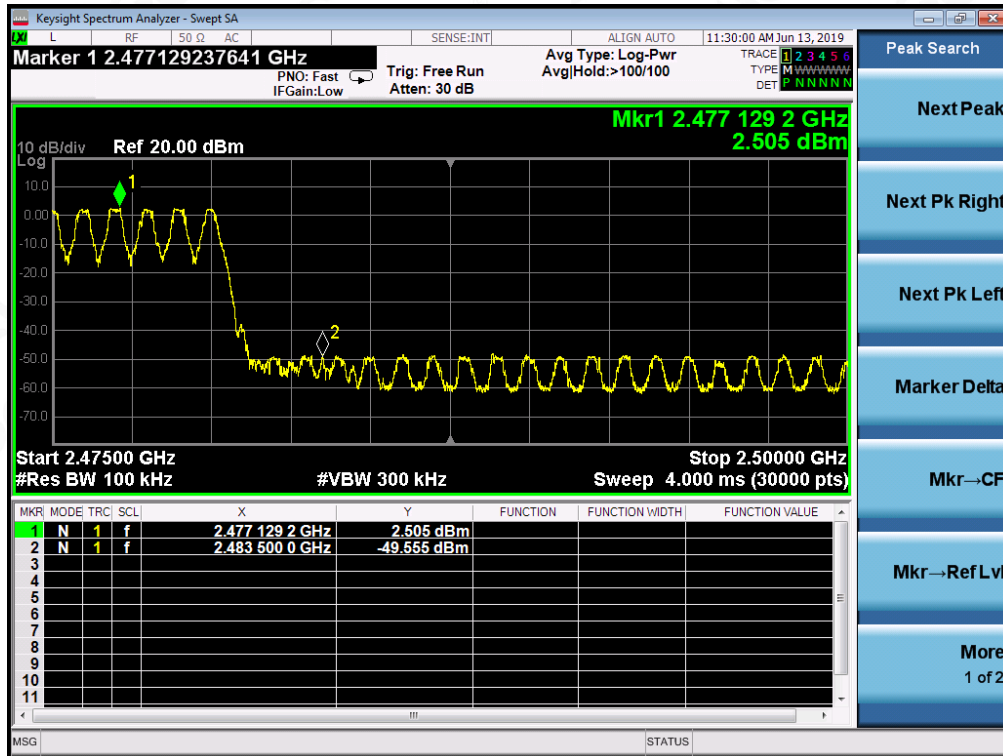 Keysight Spectrum Analyzer - Swept SA
LXI L RF 50 Ω AC SENSE:INT ALIGN AUTO 11:30:00 AM Jun 13, 2019
Marker 1 2.477129237641 GHz
PNO: Fast
IFGain:Low
Trig: Free Run
Atten: 30 dB
Avg Type: Log-Pwr
Avg|Hold:>100/100
TRACE 1 2 3 4 5 6
TYPE M WWWWW
DET P N N N N N
Mkr1 2.477 129 2 GHz
2.505 dBm
10 dB/div Ref 20.00 dBm
Log
10.0
0.00
-10.0
-20.0
-30.0
-40.0
-50.0
-60.0
-70.0
1
2
Start 2.47500 GHz Stop 2.50000 GHz
#Res BW 100 kHz #VBW 300 kHz Sweep 4.000 ms (30000 pts)
MKR MODE TRC SCL X Y FUNCTION FUNCTION WIDTH FUNCTION VALUE
1 N 1 f 2.477 129 2 GHz 2.505 dBm
2 N 1 f 2.483 500 0 GHz -49.555 dBm
3
4
5
6
7
8
9
10
11
MSG STATUS
Peak Search
Next Peak
Next Pk Right
Next Pk Left
Marker Delta
Mkr→CF
Mkr→Ref Lvl
More
1 of 2